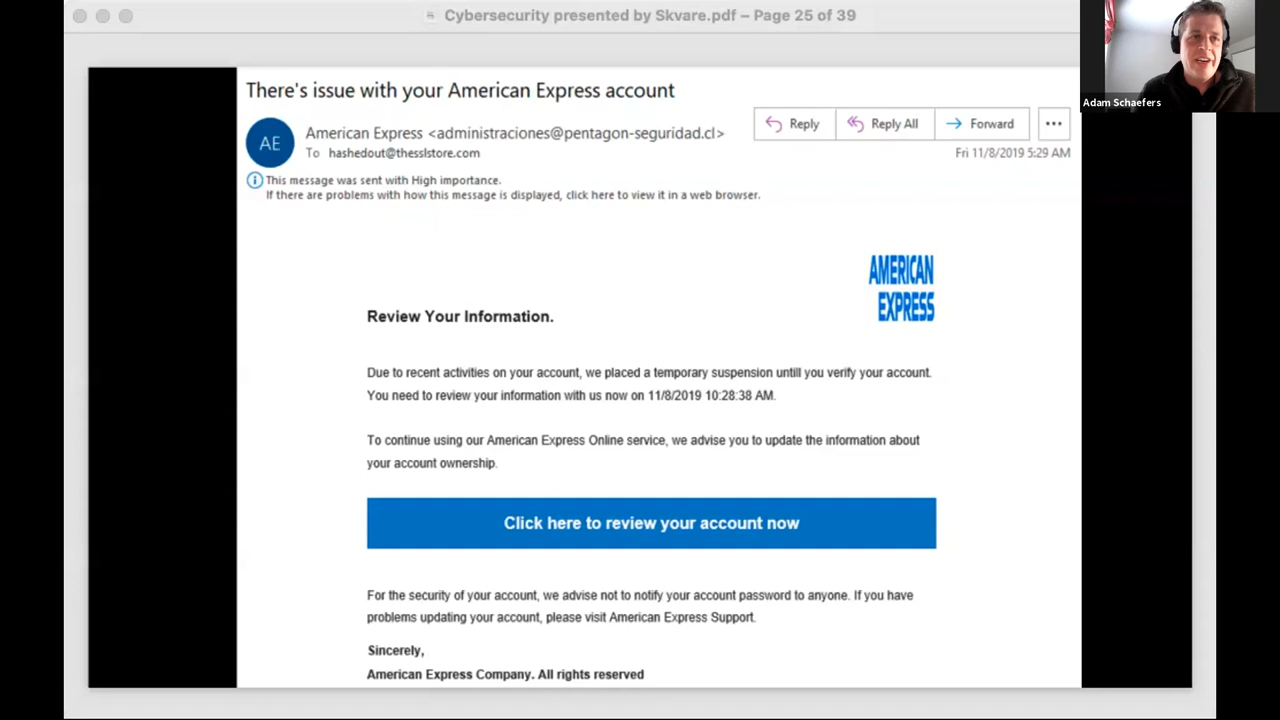 Cybersecurity presented by Skvare.pdf – Page 25 of 39
Adam Schaefers
There's issue with your American Express account
AE
American Express <administraciones@pentagon-seguridad.cl>
To hashedout@thesslstore.com
Reply
Reply All
Forward
Fri 11/8/2019 5:29 AM
This message was sent with High importance.
If there are problems with how this message is displayed, click here to view it in a web browser.
AMERICAN
EXPRESS
Review Your Information.
Due to recent activities on your account, we placed a temporary suspension untill you verify your account.
You need to review your information with us now on 11/8/2019 10:28:38 AM.
To continue using our American Express Online service, we advise you to update the information about
your account ownership.
Click here to review your account now
For the security of your account, we advise not to notify your account password to anyone. If you have
problems updating your account, please visit American Express Support.
Sincerely,
American Express Company. All rights reserved